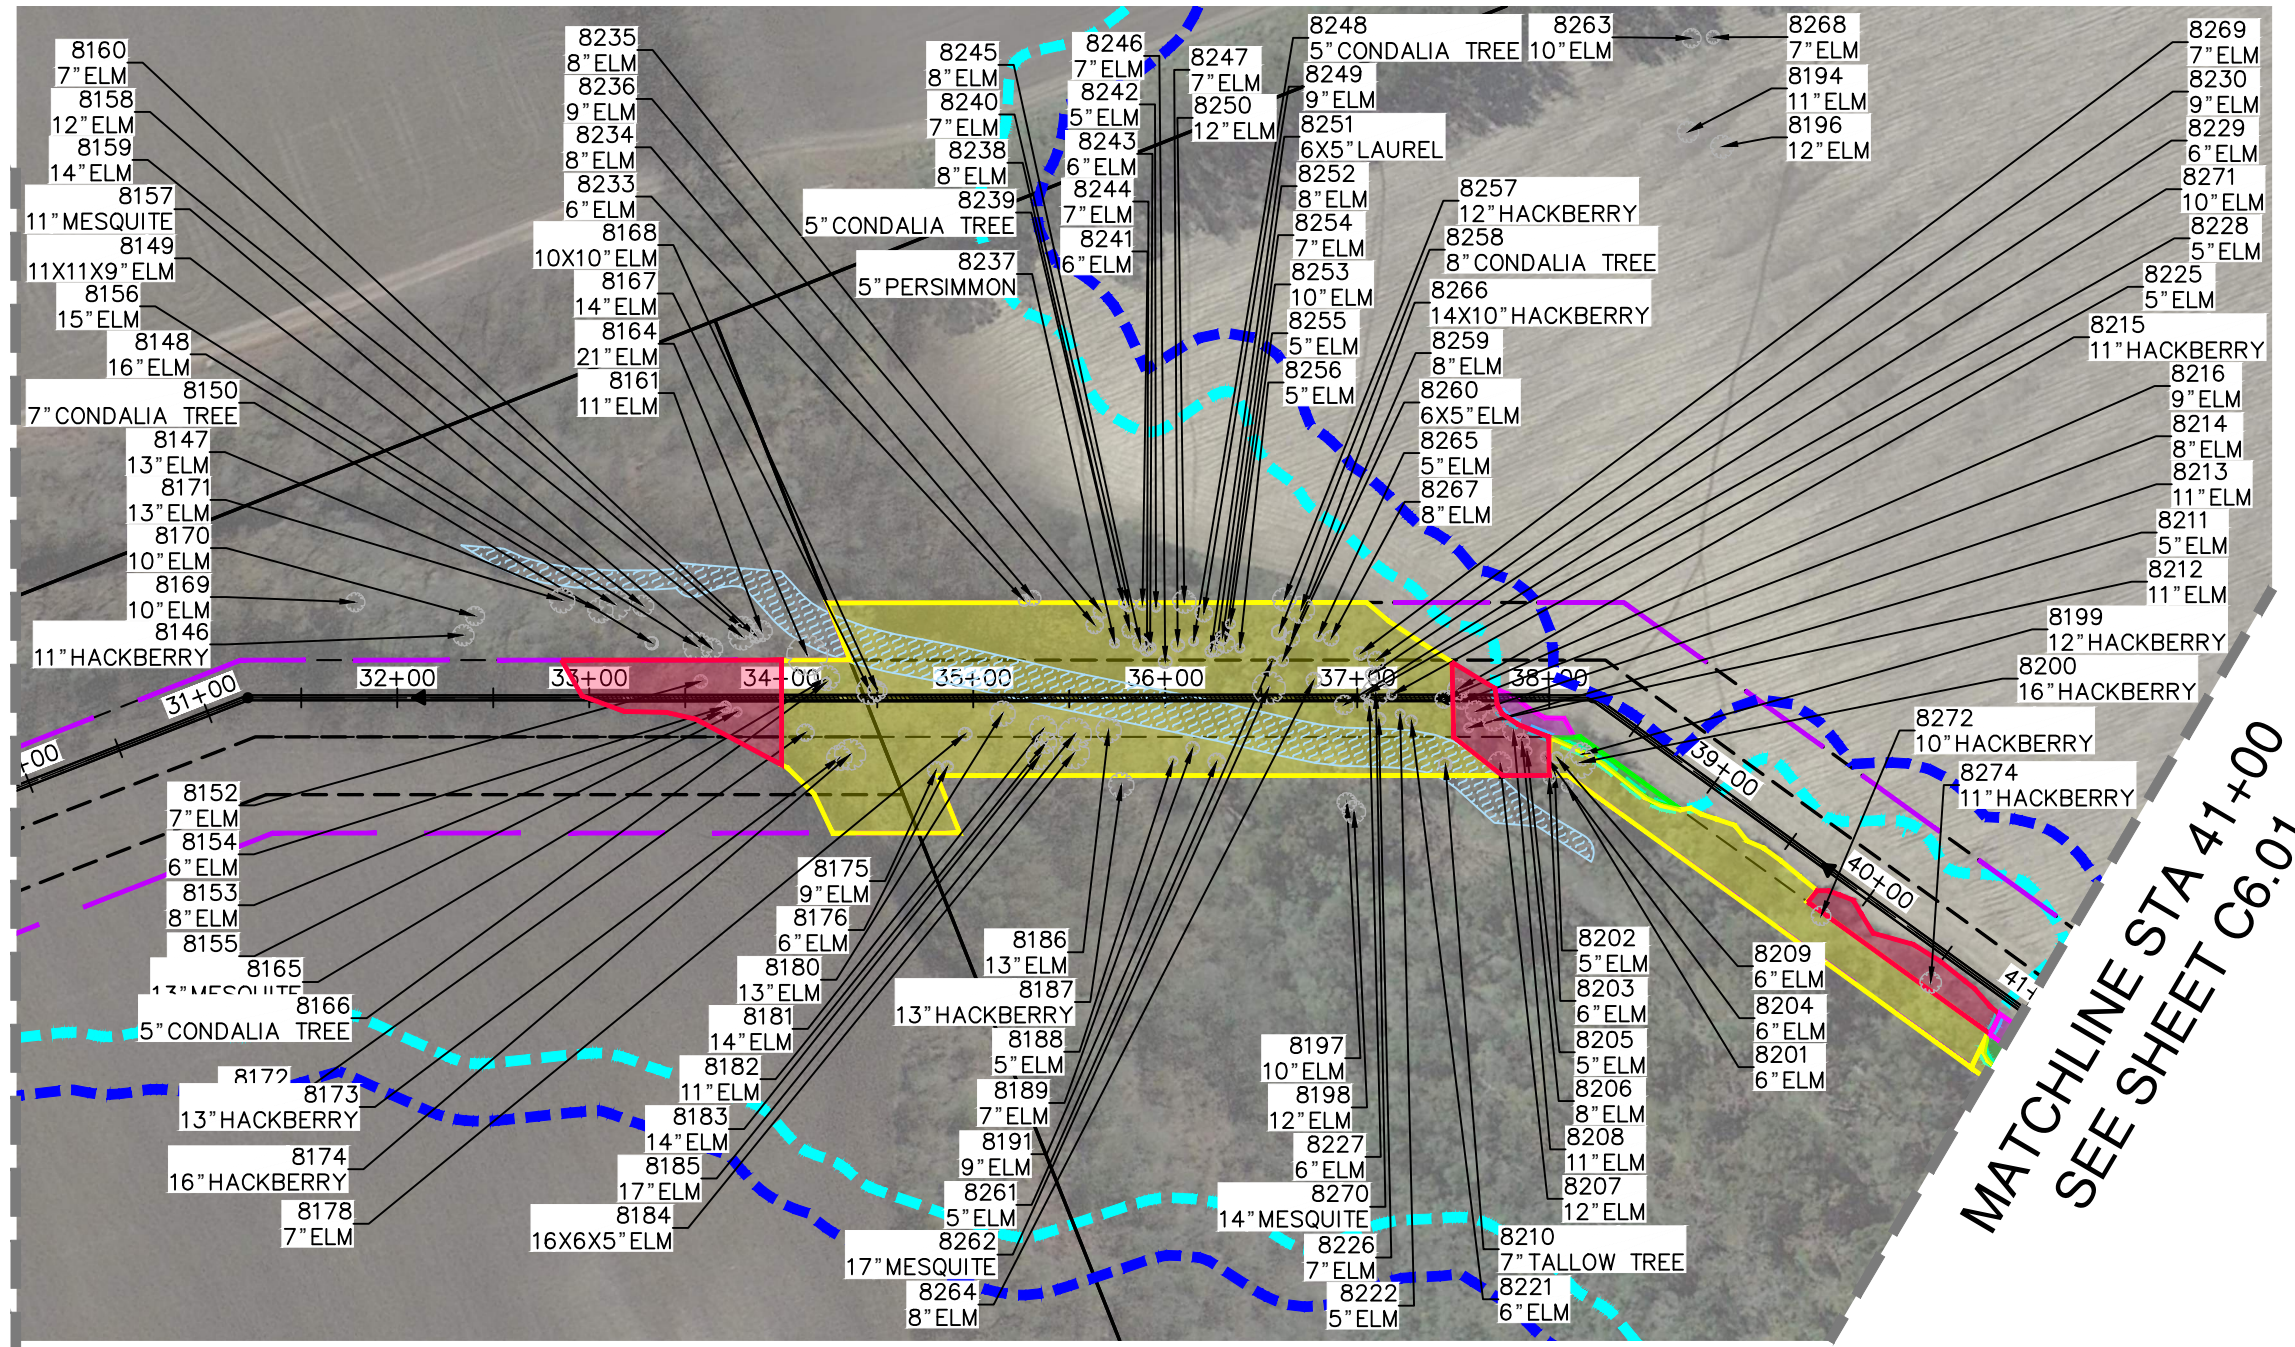 8160
7"ELM
8158
12"ELM
8159
14"ELM
8157
11"MESQUITE
8149
11X11X9"ELM
8156
15"ELM
8148
16"ELM
8150
7"CONDALIA TREE
8147
13"ELM
8171
13"ELM
8170
10"ELM
8169
10"ELM
8146
11"HACKBERRY
8235
8"ELM
8236
9"ELM
8234
8"ELM
8233
6"ELM
8168
10X10"ELM
8167
14"ELM
8164
21"ELM
8161
11"ELM
8245
8"ELM
8240
7"ELM
8238
8"ELM
8239
5"CONDALIA TREE
8237
5"PERSIMMON
8246
7"ELM
8242
5"ELM
8243
6"ELM
8244
7"ELM
8241
6"ELM
8247
7"ELM
8250
12"ELM
8248
5"CONDALIA TREE
8249
9"ELM
8251
6X5"LAUREL
8252
8"ELM
8254
7"ELM
8253
10"ELM
8255
5"ELM
8256
5"ELM
8263
10"ELM
8268
7"ELM
8194
11"ELM
8196
12"ELM
8257
12"HACKBERRY
8258
8"CONDALIA TREE
8266
14X10"HACKBERRY
8259
8"ELM
8260
6X5"ELM
8265
5"ELM
8267
8"ELM
8269
7"ELM
8230
9"ELM
8229
6"ELM
8271
10"ELM
8228
5"ELM
8225
5"ELM
8215
11"HACKBERRY
8216
9"ELM
8214
8"ELM
8213
11"ELM
8211
5"ELM
8212
11"ELM
8199
12"HACKBERRY
8200
16"HACKBERRY
8272
10"HACKBERRY
8274
11"HACKBERRY
+00
31+00
32+00
33+00
34+00
35+00
36+00
37+00
38+00
39+00
40+00
41+
8152
7"ELM
8154
6"ELM
8153
8"ELM
8155
8165
13"MESQUITE
8166
5"CONDALIA TREE
8172
8173
13"HACKBERRY
8174
16"HACKBERRY
8178
7"ELM
8175
9"ELM
8176
6"ELM
8180
13"ELM
8181
14"ELM
8182
11"ELM
8183
14"ELM
8185
17"ELM
8184
16X6X5"ELM
8186
13"ELM
8187
13"HACKBERRY
8188
5"ELM
8189
7"ELM
8191
9"ELM
8261
5"ELM
8262
17"MESQUITE
8264
8"ELM
8197
10"ELM
8198
12"ELM
8227
6"ELM
8270
14"MESQUITE
8226
7"ELM
8222
5"ELM
8202
5"ELM
8203
6"ELM
8205
5"ELM
8206
8"ELM
8208
11"ELM
8207
12"ELM
8210
7"TALLOW TREE
8221
6"ELM
8209
6"ELM
8204
6"ELM
8201
6"ELM
MATCHLINE STA 41+00
SEE SHEET C6.01